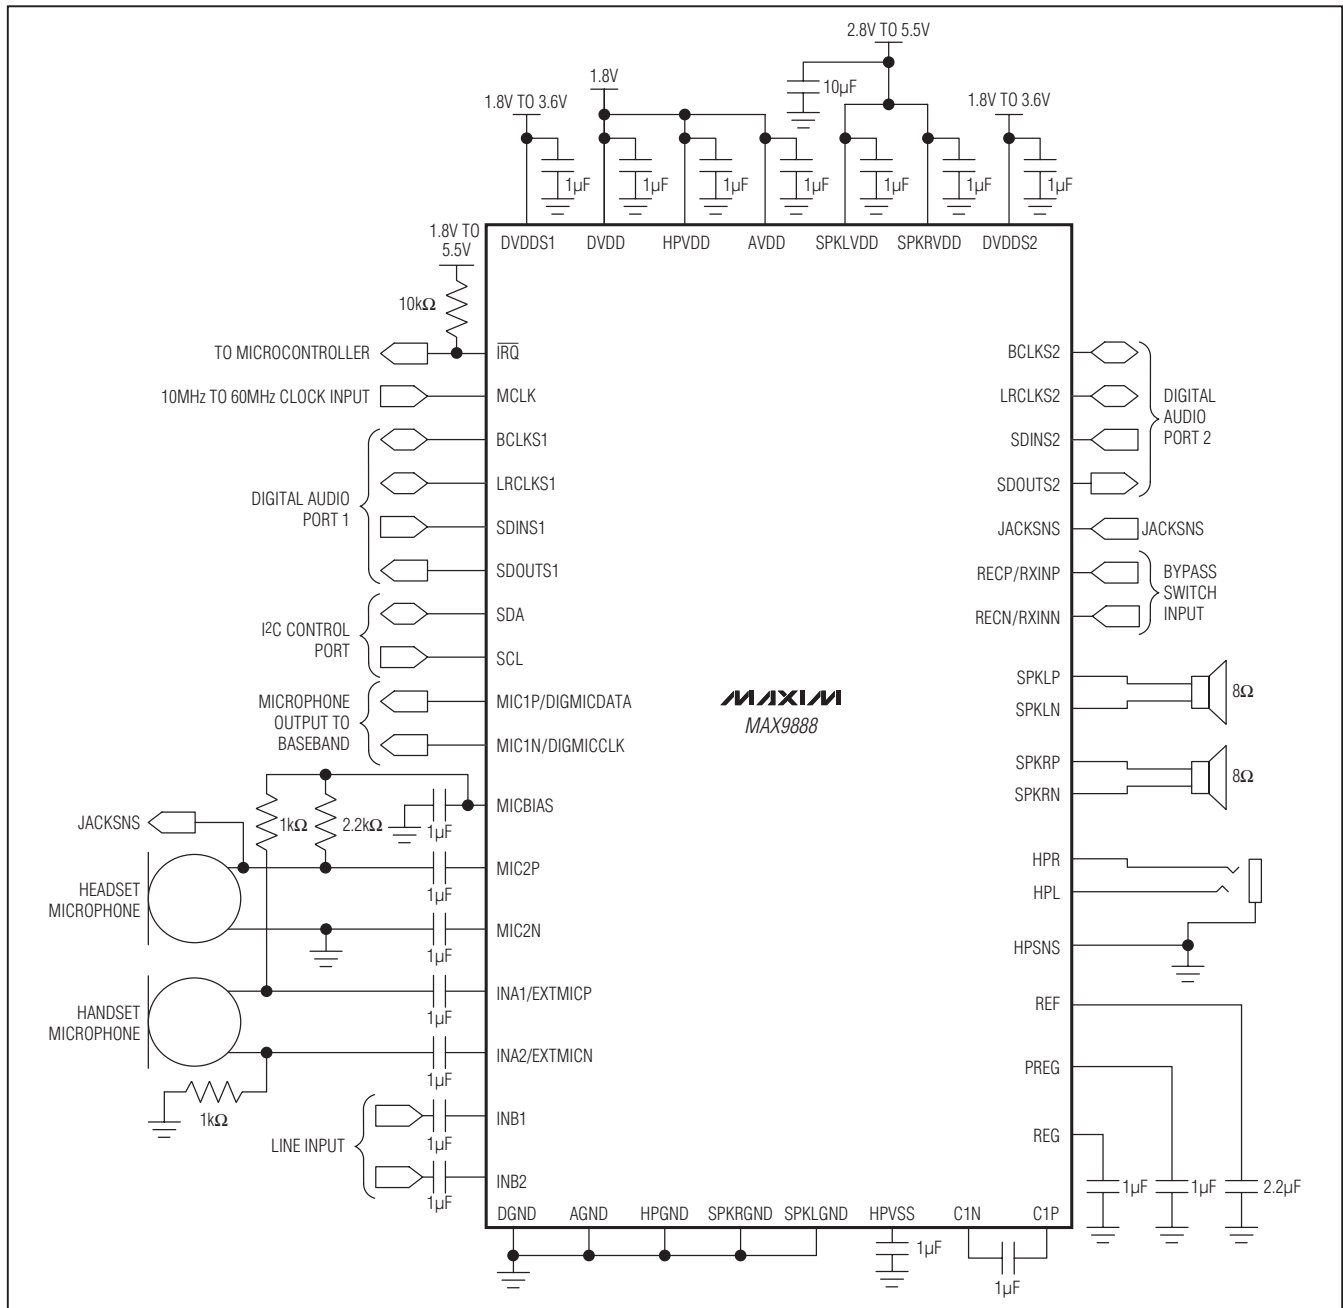 2.8V TO 5.5V
1.8V
10µF
1.8V TO 3.6V
1.8V TO 3.6V
1µF
1µF
1µF
1µF
1µF
1µF
1µF
1.8V TO
5.5V
DVDDS1
DVDD
HPVDD
AVDD
SPKLVDD
SPKRVDD
DVDDS2
10kΩ
TO MICROCONTROLLER
IRQ
10MHz TO 60MHz CLOCK INPUT
MCLK
DIGITAL AUDIO
PORT 1
BCLKS1
LRCLKS1
SDINS1
SDOUTS1
I²C CONTROL
PORT
SDA
SCL
MICROPHONE
OUTPUT TO
BASEBAND
MIC1P/DIGMICDATA
MIC1N/DIGMICCLK
MICBIAS
1µF
1kΩ
2.2kΩ
JACKSNS
HEADSET
MICROPHONE
MIC2P
1µF
MIC2N
1µF
HANDSET
MICROPHONE
INA1/EXTMICP
1µF
INA2/EXTMICN
1µF
1kΩ
LINE INPUT
INB1
1µF
INB2
1µF
MAXIM
MAX9888
BCLKS2
LRCLKS2
SDINS2
SDOUTS2
DIGITAL
AUDIO
PORT 2
JACKSNS
JACKSNS
RECP/RXINP
RECN/RXINN
BYPASS
SWITCH
INPUT
SPKLP
SPKLN
8Ω
SPKRP
SPKRN
8Ω
HPR
HPL
HPSNS
REF
PREG
REG
1µF
1µF
2.2µF
DGND
AGND
HPGND
SPKRGND
SPKLGND
HPVSS
C1N
C1P
1µF
1µF